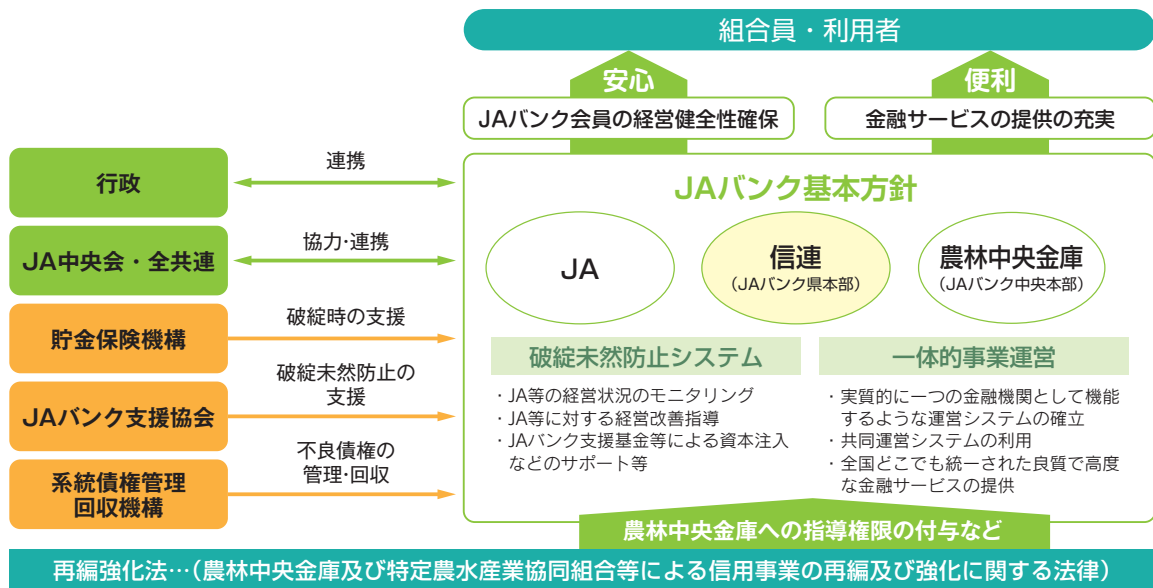 組合員・利用者
安心
便利
JAバンク会員の経営健全性確保
金融サービスの提供の充実
行政
連携
JA中央会・全共連
協力・連携
貯金保険機構
破綻時の支援
JAバンク支援協会
破綻未然防止の
支援
系統債権管理
回収機構
不良債権の
管理・回収
JAバンク基本方針
JA
信連
(JAバンク県本部)
農林中央金庫
(JAバンク中央本部)
破綻未然防止システム
・JA等の経営状況のモニタリング
・JA等に対する経営改善指導
・JAバンク支援基金等による資本注入
などのサポート等
一体的事業運営
・実質的に一つの金融機関として機能
するような運営システムの確立
・共同運営システムの利用
・全国どこでも統一された良質で高度
な金融サービスの提供
農林中央金庫への指導権限の付与など
再編強化法…(農林中央金庫及び特定農水産業協同組合等による信用事業の再編及び強化に関する法律)